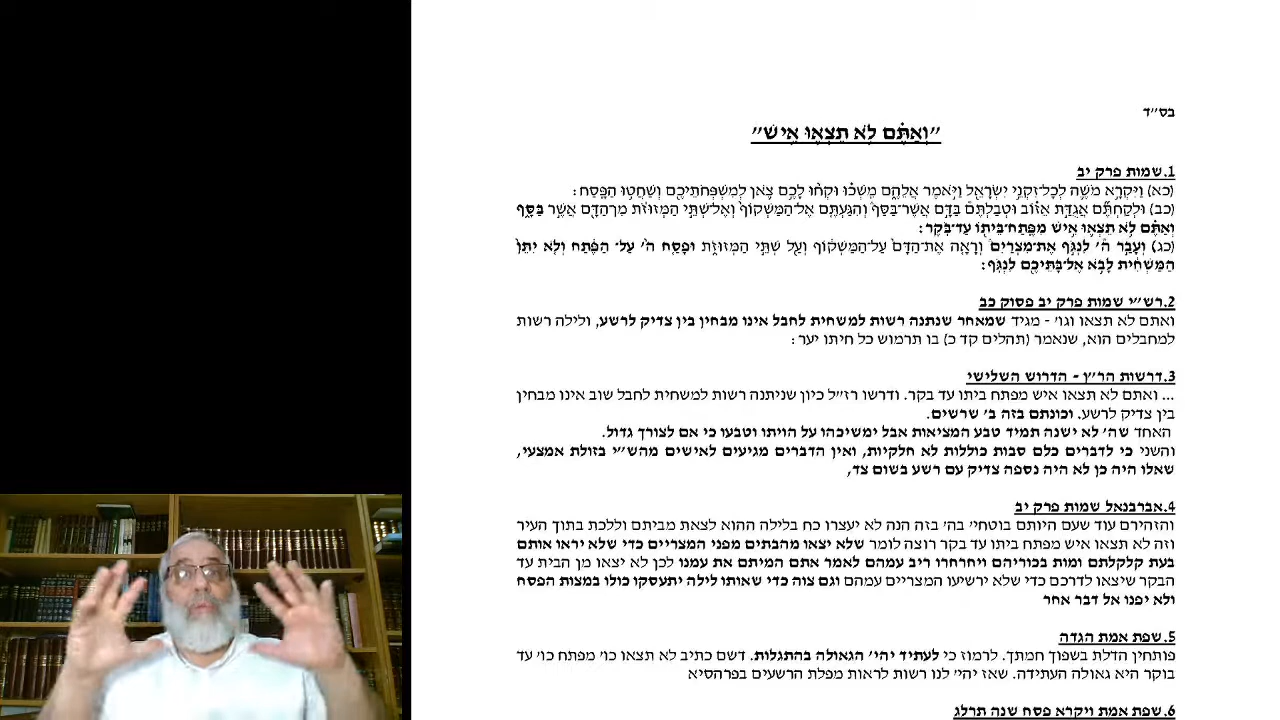 בס״ד
״וְאַתֶּ֗ם לֹ֥א תֵצְא֛וּ אִ֥ישׁ״
1.שמות פרק יב
(כא) וַיִּקְרָ֥א מֹשֶׁ֛ה לְכָל־זִקְנֵ֥י יִשְׂרָאֵ֖ל וַיֹּ֣אמֶר אֲלֵהֶ֑ם מִֽשְׁכ֗וּ וּקְח֨וּ לָכֶ֥ם צֹ֛אן לְמִשְׁפְּחֹתֵיכֶ֖ם וְשַׁחֲט֥וּ הַפָּֽסַח:
(כב) וּלְקַחְתֶּ֞ם אֲגֻדַּ֣ת אֵז֗וֹב וּטְבַלְתֶּם֮ בַּדָּ֣ם אֲשֶׁר־בַּסַּף֒ וְהִגַּעְתֶּ֤ם אֶל־הַמַּשְׁקוֹף֙ וְאֶל־שְׁתֵּ֣י הַמְּזוּזֹ֔ת מִן־הַדָּ֖ם אֲשֶׁ֣ר בַּסָּ֑ף
וְאַתֶּ֗ם לֹ֥א תֵצְא֛וּ אִ֥ישׁ מִפֶּֽתַח־בֵּית֖וֹ עַד־בֹּֽקֶר:
(כג) וְעָבַ֣ר ה֘׳ לִנְגֹּ֣ף אֶת־מִצְרַיִם֒ וְרָאָ֤ה אֶת־הַדָּם֙ עַל־הַמַּשְׁק֔וֹף וְעַ֖ל שְׁתֵּ֣י הַמְּזוּזֹ֑ת וּפָסַ֤ח ה֙׳ עַל־ הַפֶּ֔תַח וְלֹ֤א יִתֵּן֙
הַמַּשְׁחִ֔ית לָבֹ֥א אֶל־בָּתֵּיכֶ֖ם לִנְגֹּֽף:
2.רש״י שמות פרק יב פסוק כב
ואתם לא תצאו וגו׳ - מגיד שמאחר שנתנה רשות למשחית לחבל אינו מבחין בין צדיק לרשע, ולילה רשות
למחבלים הוא, שנאמר (תהלים קד כ) בו תרמוש כל חיתו יער:
3.דרשות הר״ן - הדרוש השלישי
... ואתם לא תצאו איש מפתח ביתו עד בקר. ודרשו רז״ל כיון שניתנה רשות למשחית לחבל שוב אינו מבחין
בין צדיק לרשע. וכונתם בזה ב׳ שרשים.
האחד שה׳ לא ישנה תמיד טבע המציאות אבל ימשיכהו על הויתו וטבעו כי אם לצורך גדול.
והשני כי לדברים כלם סבות כוללות לא חלקיות, ואין הדברים מגיעים לאישים מהש״י בזולת אמצעי,
שאלו היה כן לא היה נספה צדיק עם רשע בשום צד,
4.אברבנאל שמות פרק יב
והזהירם עוד שעם היותם בוטחי׳ בה׳ בזה הנה לא יעצרו כח בלילה ההוא לצאת מביתם וללכת בתוך העיר
וזה לא תצאו איש מפתח ביתו עד בקר רוצה לומר שלא יצאו מהבתים מפני המצריים כדי שלא יראו אותם
בעת קלקלתם ומות בכוריהם ויחרחרו ריב עמהם לאמר אתם המיתם את עמנו לכן לא יצאו מן הבית עד
הבקר שיצאו לדרכם כדי שלא ירשיעו המצריים עמהם וגם צוה כדי שאותו לילה יתעסקו כולו במצות הפסח
ולא יפנו אל דבר אחר
5.שפת אמת הגדה
פותחין הדלת בשפוך חמתך. לרמוז כי לעתיד יהי׳ הגאולה בהתגלות. דשם כתיב לא תצאו כו׳ מפתח כו׳ עד
בוקר היא גאולה העתידה. שאז יהי׳ לנו רשות לראות מפלת הרשעים בפרהסיא
6.שפת אמת ויקרא פסח שנה תרלג